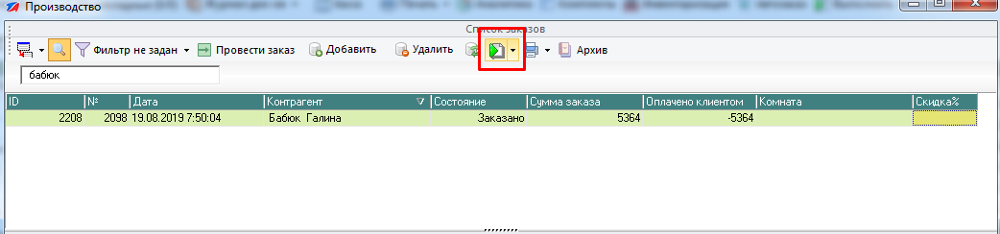 Производство
Список заказов
Фильтр не задан Провести заказ Добавить Удалить Архив
бабюк
ID № Дата Контрагент Состояние Сумма заказа Оплачено клиентом Комната Скидка%
2208 2098 19.08.2019 7:50:04 Бабюк Галина Заказано 5364 -5364